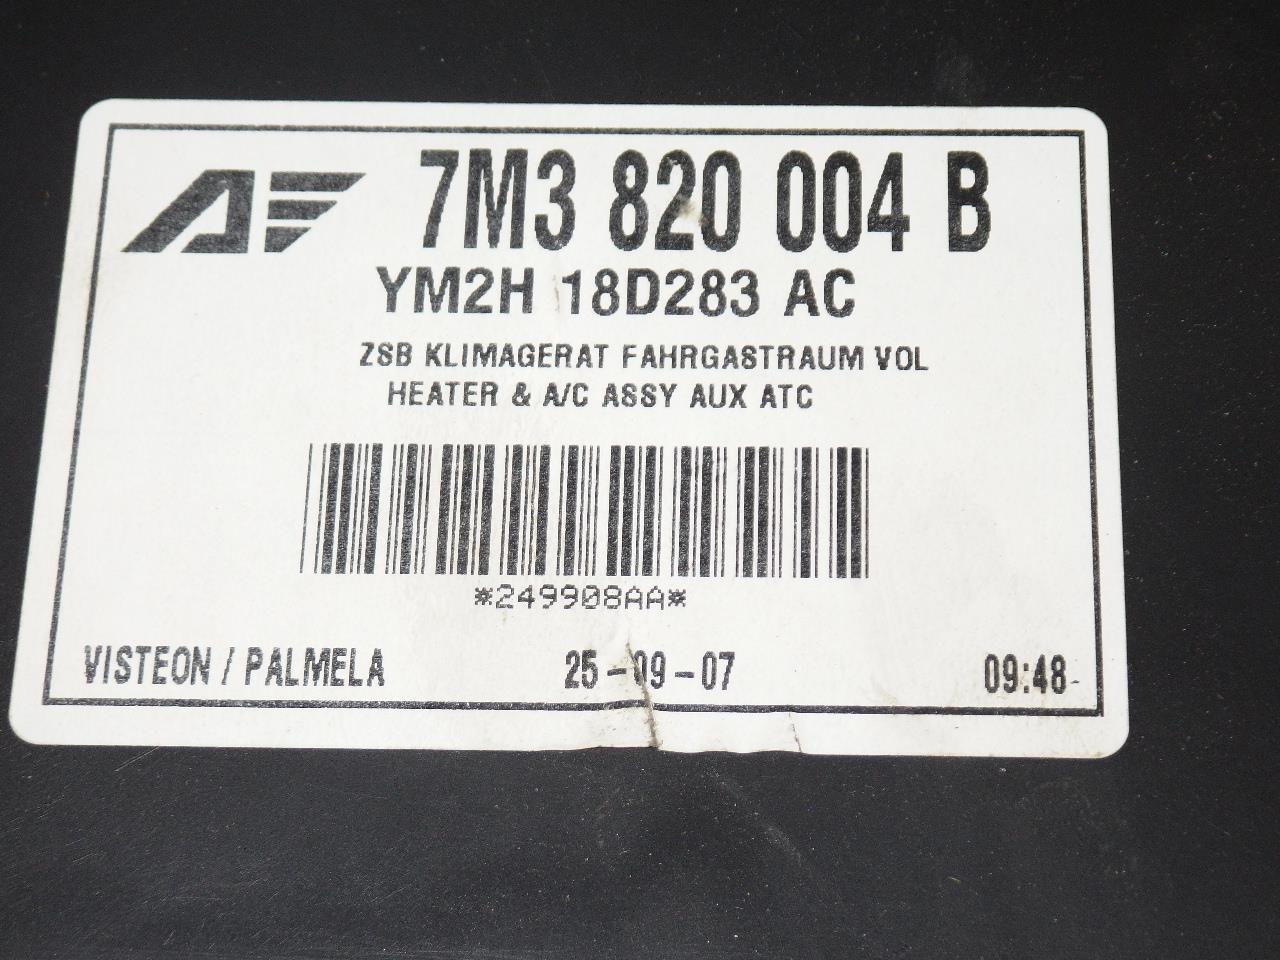 AF 7M3 820 004 B
YM2H 18D283 AC
ZSB KLIMAGERAT FAHRGASTRAUM VOL
HEATER & A/C ASSY AUX ATC
*249908AA*
VISTEON / PALMELA 25-09-07 09:48